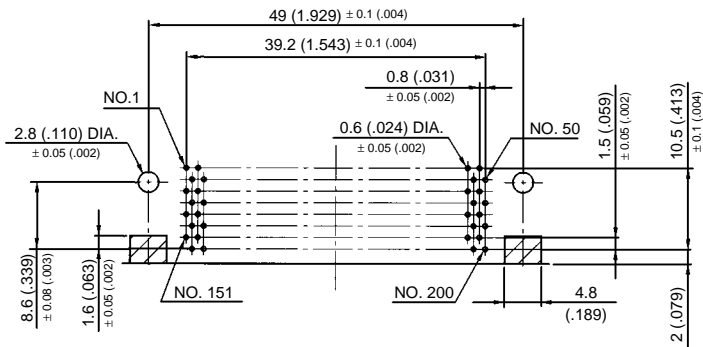 49 (1.929) ± 0.1 (.004)
39.2 (1.543) ± 0.1 (.004)
0.8 (.031)
± 0.05 (.002)
NO.1
2.8 (.110) DIA.
± 0.05 (.002)
0.6 (.024) DIA.
± 0.05 (.002)
NO. 50
1.5 (.059)
± 0.05 (.002)
10.5 (.413)
± 0.1 (.004)
8.6 (.339)
± 0.08 (.003)
1.6 (.063)
± 0.05 (.002)
NO. 151
NO. 200
4.8
(.189)
2 (.079)